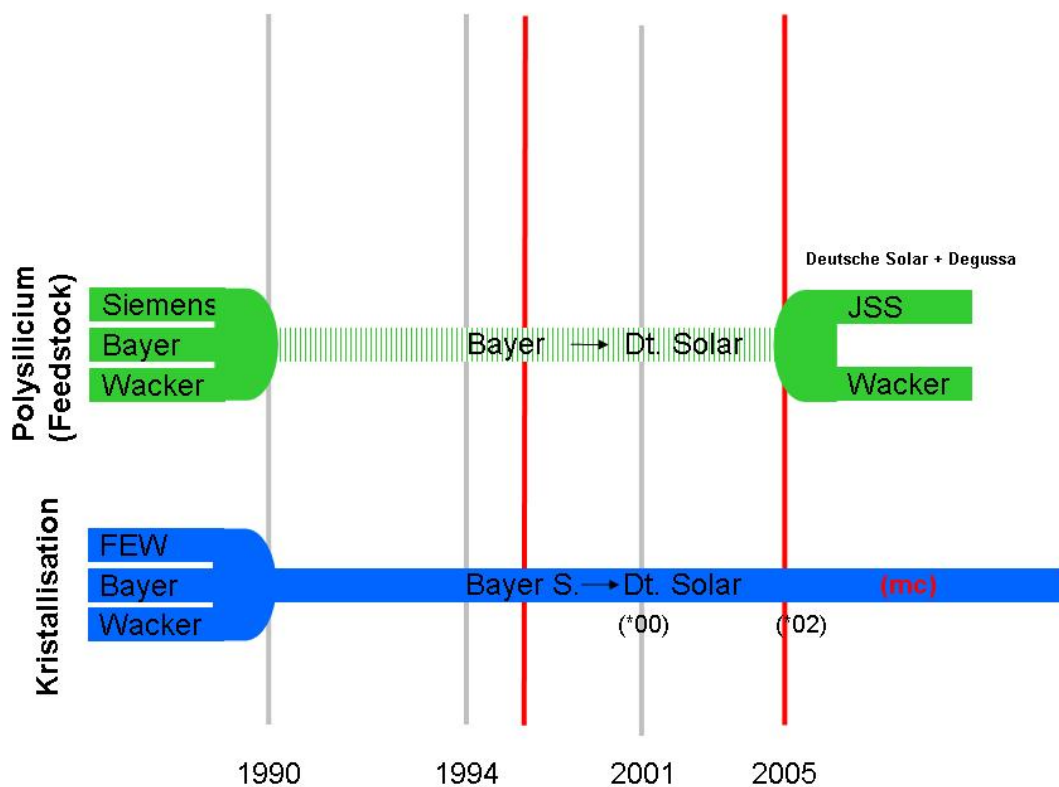 Deutsche Solar + Degussa
Polysilicium
(Feedstock)
Siemens
Bayer
Wacker
Bayer → Dt. Solar
JSS
Wacker
Kristallisation
FEW
Bayer
Wacker
Bayer S. → Dt. Solar
(mc)
(*00)
(*02)
1990
1994
2001
2005